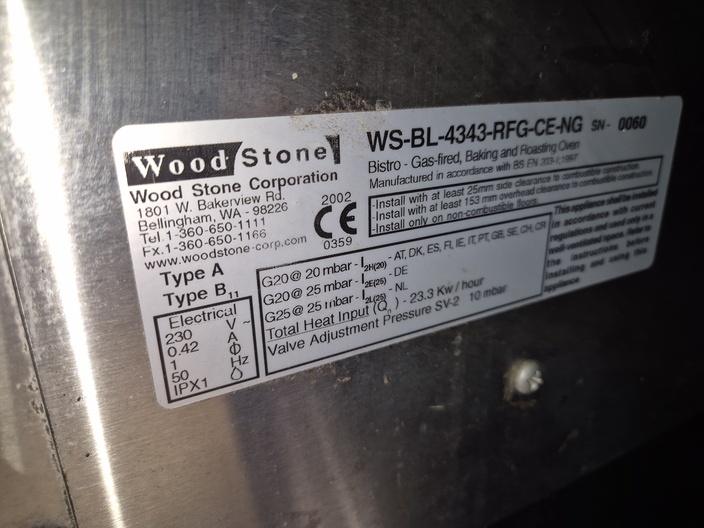 Wood Stone
Wood Stone Corporation
1801 W. Bakerview Rd.
Bellingham, WA - 98226
Tel.1-360-650-1111
Fx.1-360-650-1166
www.woodstone-corp.com
2002
CE
0359
Type A
Type B11
Electrical
230 V ~
0.42 A
1 ϕ
50 Hz
IPX1
WS-BL-4343-RFG-CE-NG SN- 0060
Bistro - Gas-fired, Baking and Roasting Oven
Manufactured in accordance with BS EN 203-1;1997
-Install with at least 25mm side clearance to combustible construction.
-Install with at least 153 mm overhead clearance to combustible construction.
-Install only on non-combustible floors.
G20@ 20 mbar - I2H(20) - AT, DK, ES, FI, IE, IT, PT, GB, SE, CH, CR
G20@ 25 mbar - I2E(25) - DE
G25@ 25 mbar - I2L(25) - NL
Total Heat Input (Qn) - 23.3 Kw / hour
Valve Adjustment Pressure SV-2 10 mbar
This appliance shall be installed
in accordance with current
regulations and used only in a
well-ventilated space. Refer to
the instructions before
installing and using this
appliance.